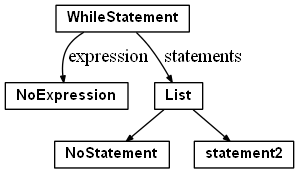 WhileStatement
expression statements
NoExpression List
NoStatement statement2